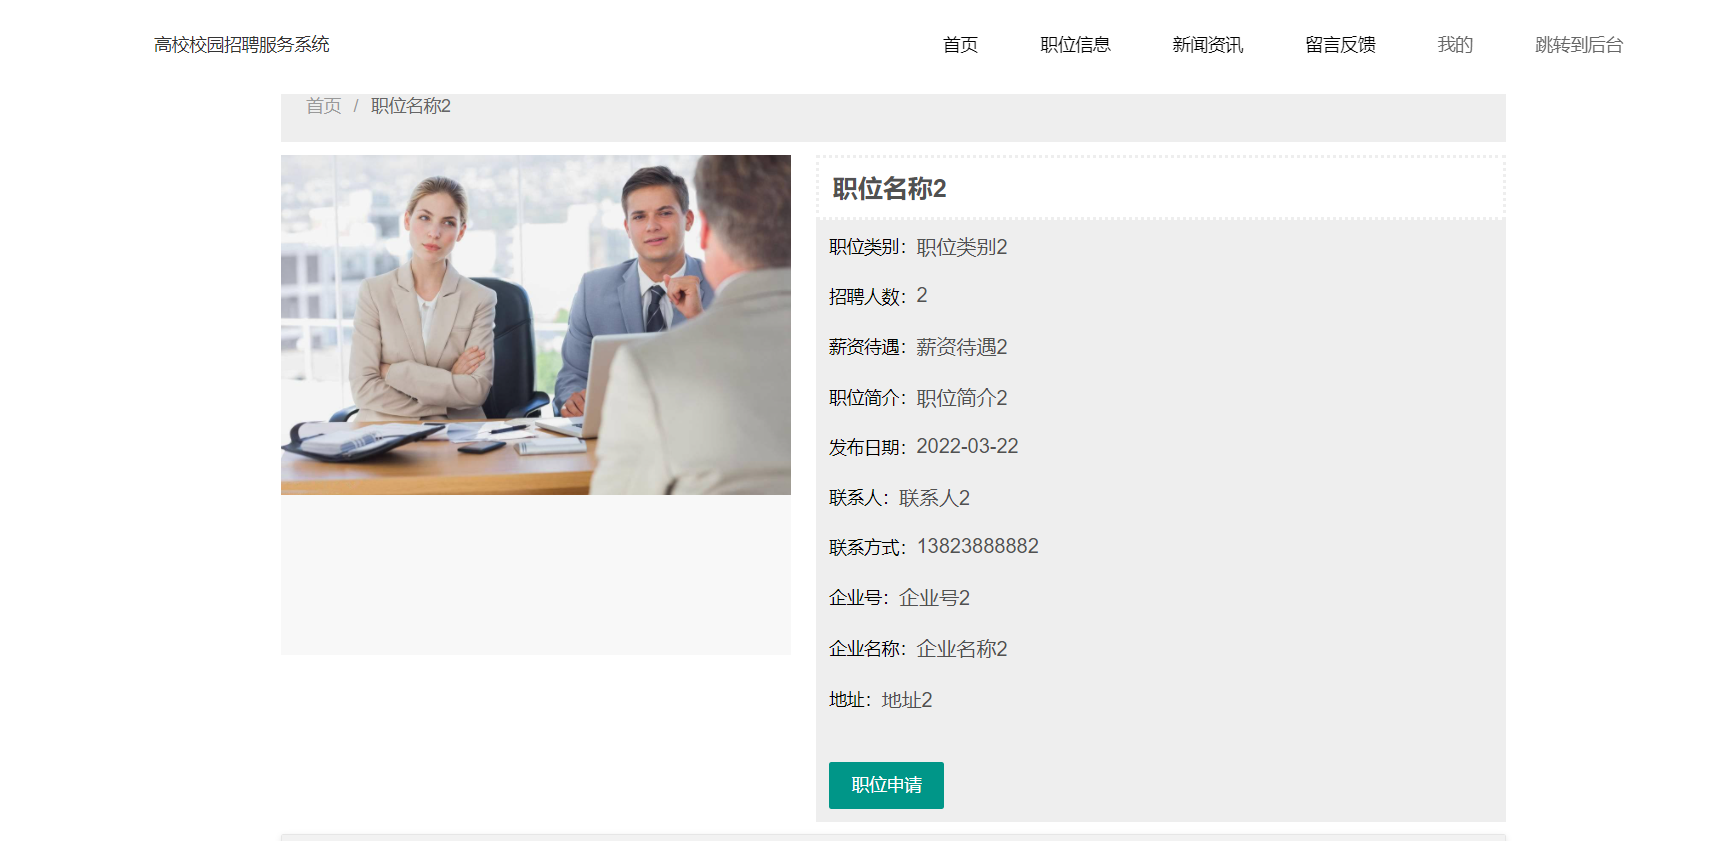 高校校园招聘服务系统 首页 职位信息 新闻资讯 留言反馈 我的 跳转到后台
首页 / 职位名称2
职位名称2
职位类别： 职位类别2
招聘人数： 2
薪资待遇： 薪资待遇2
职位简介： 职位简介2
发布日期： 2022-03-22
联系人： 联系人2
联系方式： 13823888882
企业号： 企业号2
企业名称： 企业名称2
地址： 地址2
职位申请